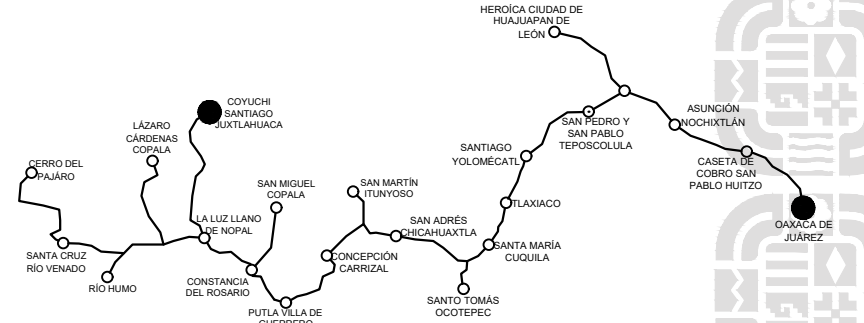 HEROÍCA CIUDAD DE
HUAJUAPAN DE
LEÓN
COYUCHI
SANTIAGO
JUXTLAHUACA
LÁZARO
CÁRDENAS
COPALA
CERRO DEL
PAJÁRO
SAN MIGUEL
COPALA
SAN MARTÍN
ITUNYOSO
SANTIAGO
YOLOMÉCATL
SAN PEDRO Y
SAN PABLO
TEPOSCOLULA
ASUNCIÓN
NOCHIXTLÁN
CASETA DE
COBRO SAN
PABLO HUITZO
OAXACA DE
JUÁREZ
TLAXIACO
LA LUZ LLANO
DE NOPAL
SAN ADRÉS
CHICAHUAXTLA
SANTA MARÍA
CUQUILA
SANTA CRUZ
RÍO VENADO
RÍO HUMO
CONSTANCIA
DEL ROSARIO
CONCEPCIÓN
CARRIZAL
SANTO TOMÁS
OCOTEPEC
PUTLA VILLA DE
GUERRERO